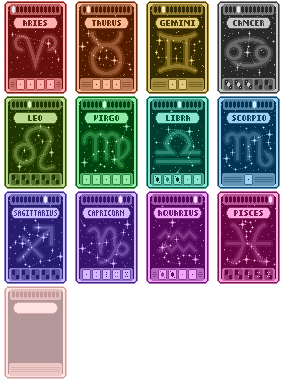 ARIES
TAURUS
GEMINI
CANCER
LEO
VIRGO
LIBRA
SCORPIO
SAGITTARIUS
CAPRICORN
AQUARIUS
PISCES